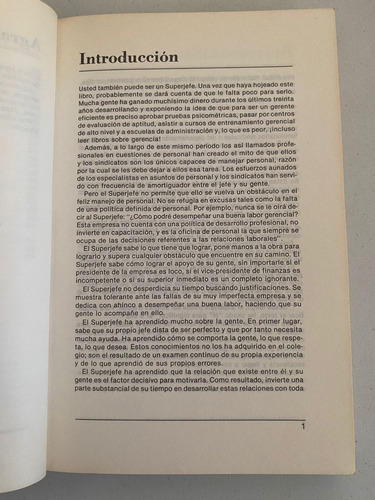 Introducción
Usted también puede ser un Superjefe. Una vez que haya hojeado este
libro, probablemente se dará cuenta de que le falta poco para serlo.
Mucha gente ha ganado muchísimo dinero durante los últimos treinta
años desarrollando y exponiendo la idea de que para ser un gerente
eficiente es preciso aprobar pruebas psicométricas, pasar por centros
de evaluación de aptitud, asistir a cursos de entrenamiento gerencial
de alto nivel y a escuelas de administración y, lo que es peor, ¡incluso
leer libros sobre gerencia!
Además, a lo largo de este mismo período los así llamados profe-
sionales en cuestiones de personal han creado el mito de que ellos
y los sindicatos son los únicos capaces de manejar personal, razón
por la cual se les debo dejar a ellos esa tarea. Los esfuerzos aunados
de los especialistas en asuntos de personal y los sindicatos han servi-
do con frecuencia de amortiguador entre el jefe y su gente.
Pero el Superjefe no permite que ello se vuelva un obstáculo en el
feliz manejo de personal. No se refugia en excusas tales como la falta
de una política definida de personal. Por ejemplo, nunca se le oirá de-
cir al Superjefe: "¿Cómo podré desempeñar una buena labor gerencial?
Esta empresa no cuenta con una política de desarrollo profesional, no
invierte en capacitación, y es la oficina de personal la que siempre se
ocupa de las decisiones referentes a las relaciones laborales".
El Superjefe sabe lo que tiene que lograr, pone manos a la obra para
lograrlo y supera cualquier obstáculo que encuentre en su camino. El
Superjefe sabe cómo lograr el apoyo de su gente, sin importarle si el
presidente de la empresa es loco, si el vice-presidente de finanzas es
incompetente o si su superior inmediato es un completo ignorante.
El Superjefe no desperdicia su tiempo buscando justificaciones. Se
muestra tolerante ante las fallas de su muy imperfecta empresa y se
dedica con ahínco a desempeñar una buena labor, haciendo que su
gente lo acompañe en ello.
El Superjefe ha aprendido mucho sobre la gente. En primer lugar,
sabe que su propio jefe dista de ser perfecto y que por tanto necesita
mucha ayuda. Ha aprendido cómo se comporta la gente, lo que respe-
ta, lo que desea. Estos conocimientos no los ha adquirido en el cole-
gio; son el resultado de un examen continuo de su propia experiencia
y de lo que aprendió de sus propios errores.
El Superjefe ha aprendido que la relación que existe entre él y su
gente es el factor decisivo para motivarla. Como resultado, invierte una
parte substancial de su tiempo en desarrollar estas relaciones con toda
1